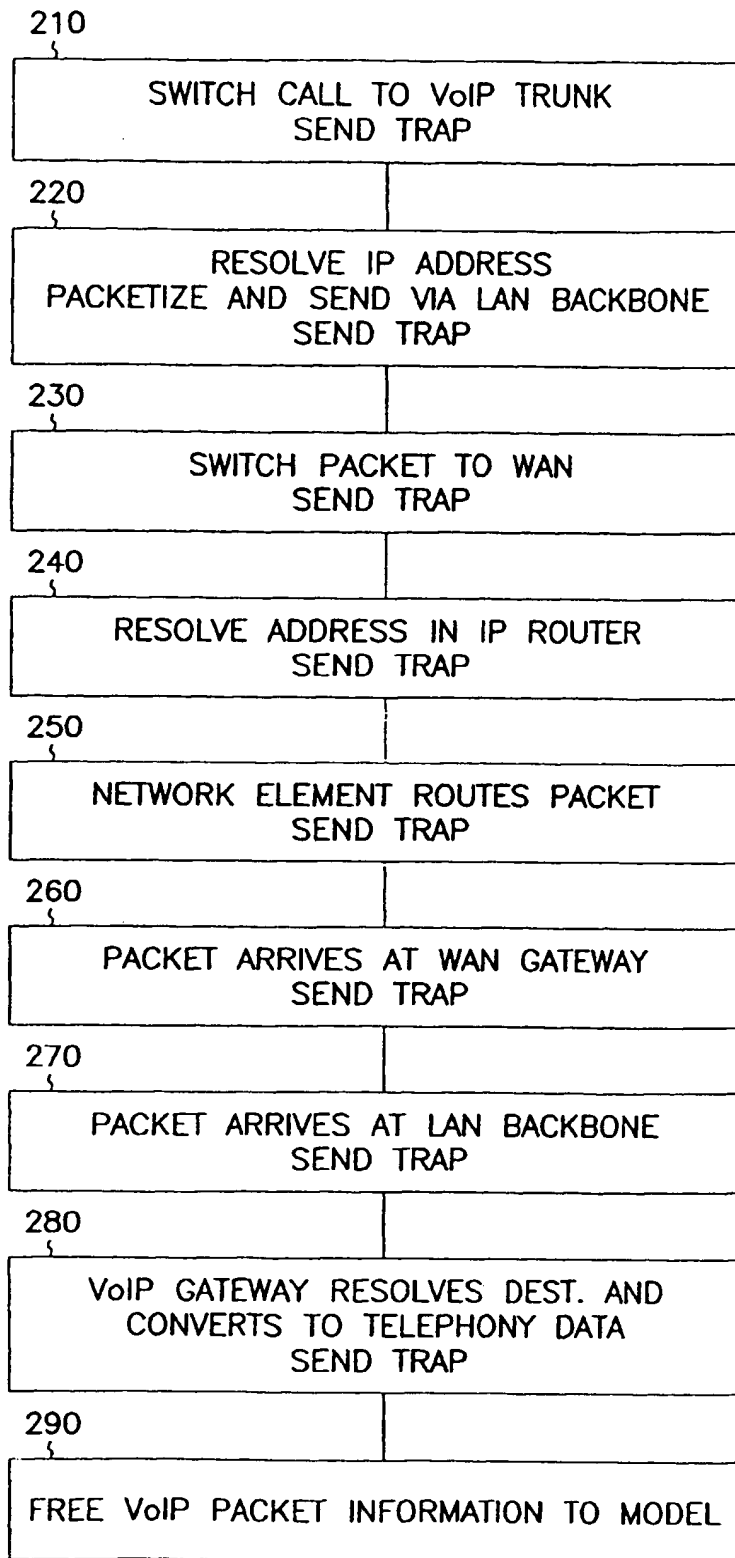 210
SWITCH CALL TO VoIP TRUNK
SEND TRAP
220
RESOLVE IP ADDRESS
PACKETIZE AND SEND VIA LAN BACKBONE
SEND TRAP
230
SWITCH PACKET TO WAN
SEND TRAP
240
RESOLVE ADDRESS IN IP ROUTER
SEND TRAP
250
NETWORK ELEMENT ROUTES PACKET
SEND TRAP
260
PACKET ARRIVES AT WAN GATEWAY
SEND TRAP
270
PACKET ARRIVES AT LAN BACKBONE
SEND TRAP
280
VoIP GATEWAY RESOLVES DEST. AND
CONVERTS TO TELEPHONY DATA
SEND TRAP
290
FREE VoIP PACKET INFORMATION TO MODEL